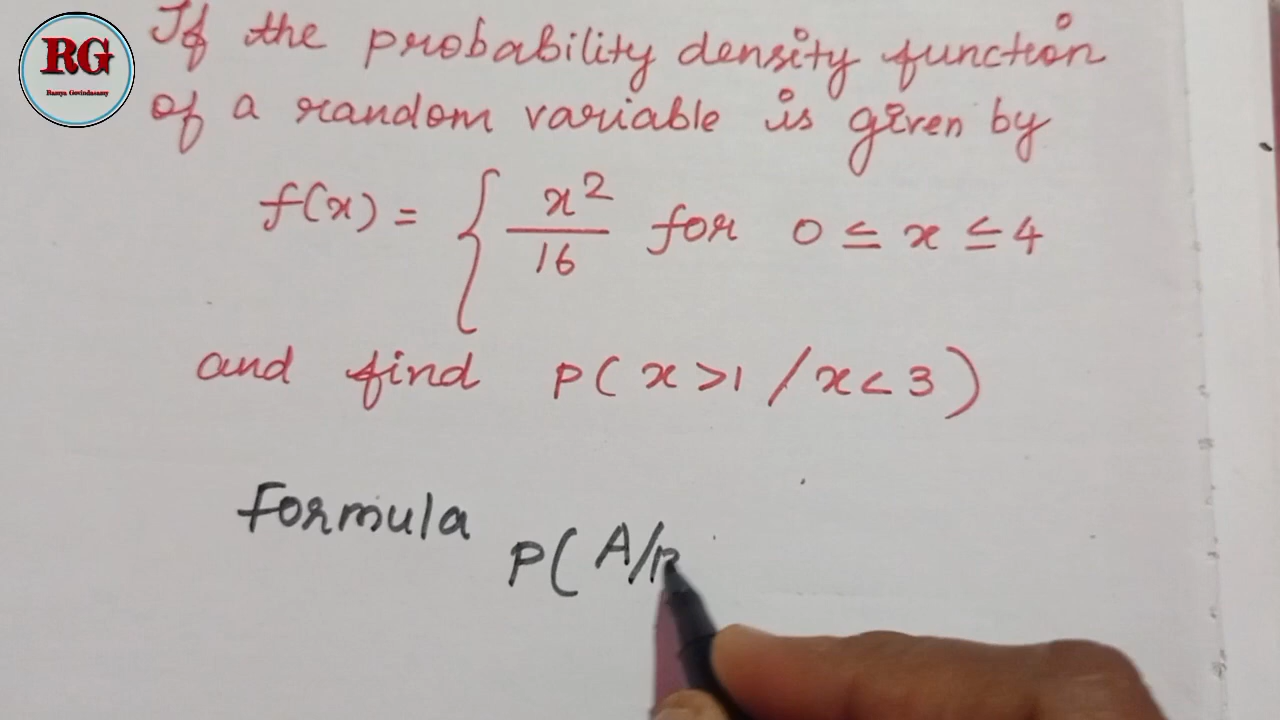 RG
Ramya Govindasamy
If the probability density function
of a random variable is given by
f(x) = { x²/16 for 0 ≤ x ≤ 4
and find P( x >1 / x < 3 )
Formula P( A/B